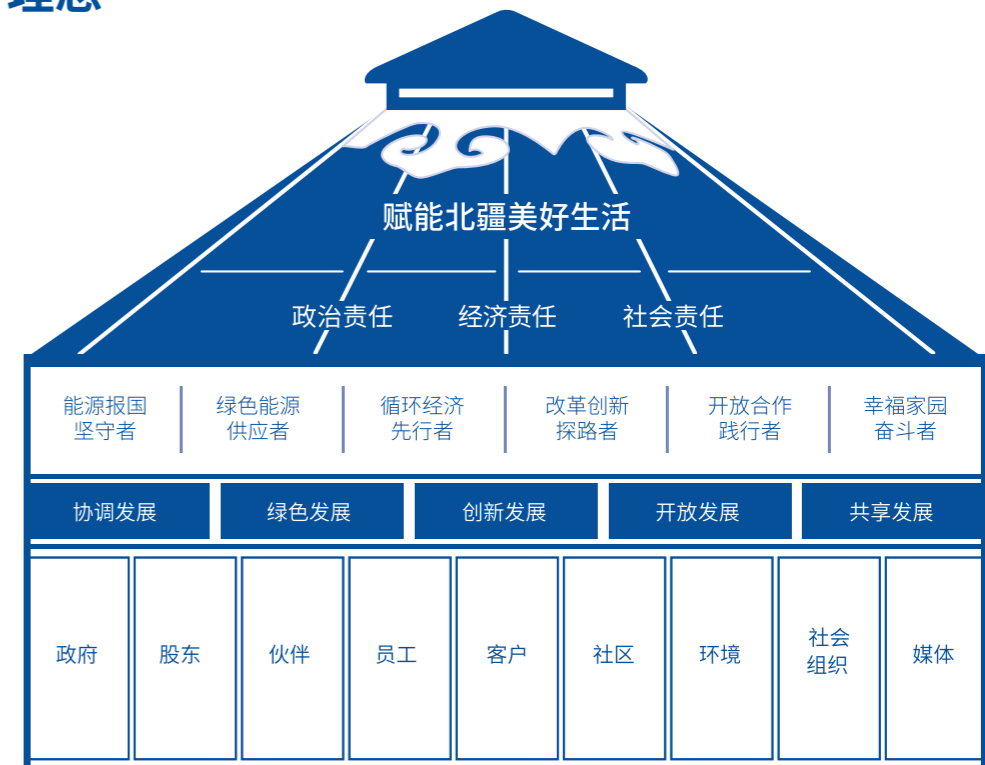 理念
赋能北疆美好生活
政治责任
经济责任
社会责任
能源报国
坚守者
绿色能源
供应者
循环经济
先行者
改革创新
探路者
开放合作
践行者
幸福家园
奋斗者
协调发展
绿色发展
创新发展
开放发展
共享发展
政府
股东
伙伴
员工
客户
社区
环境
社会
组织
媒体